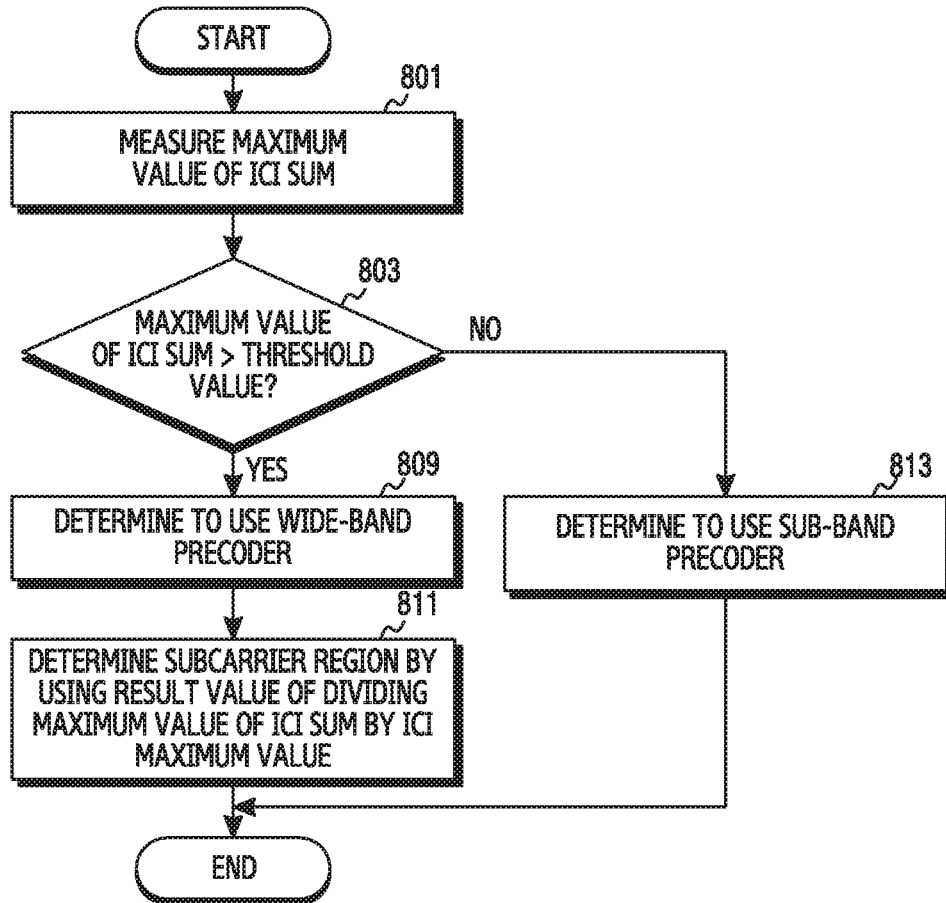 START
801
MEASURE MAXIMUM
VALUE OF ICI SUM
803
MAXIMUM VALUE
OF ICI SUM > THRESHOLD
VALUE?
NO
YES
809
DETERMINE TO USE WIDE-BAND
PRECODER
813
DETERMINE TO USE SUB-BAND
PRECODER
811
DETERMINE SUBCARRIER REGION BY
USING RESULT VALUE OF DIVIDING
MAXIMUM VALUE OF ICI SUM BY ICI
MAXIMUM VALUE
END